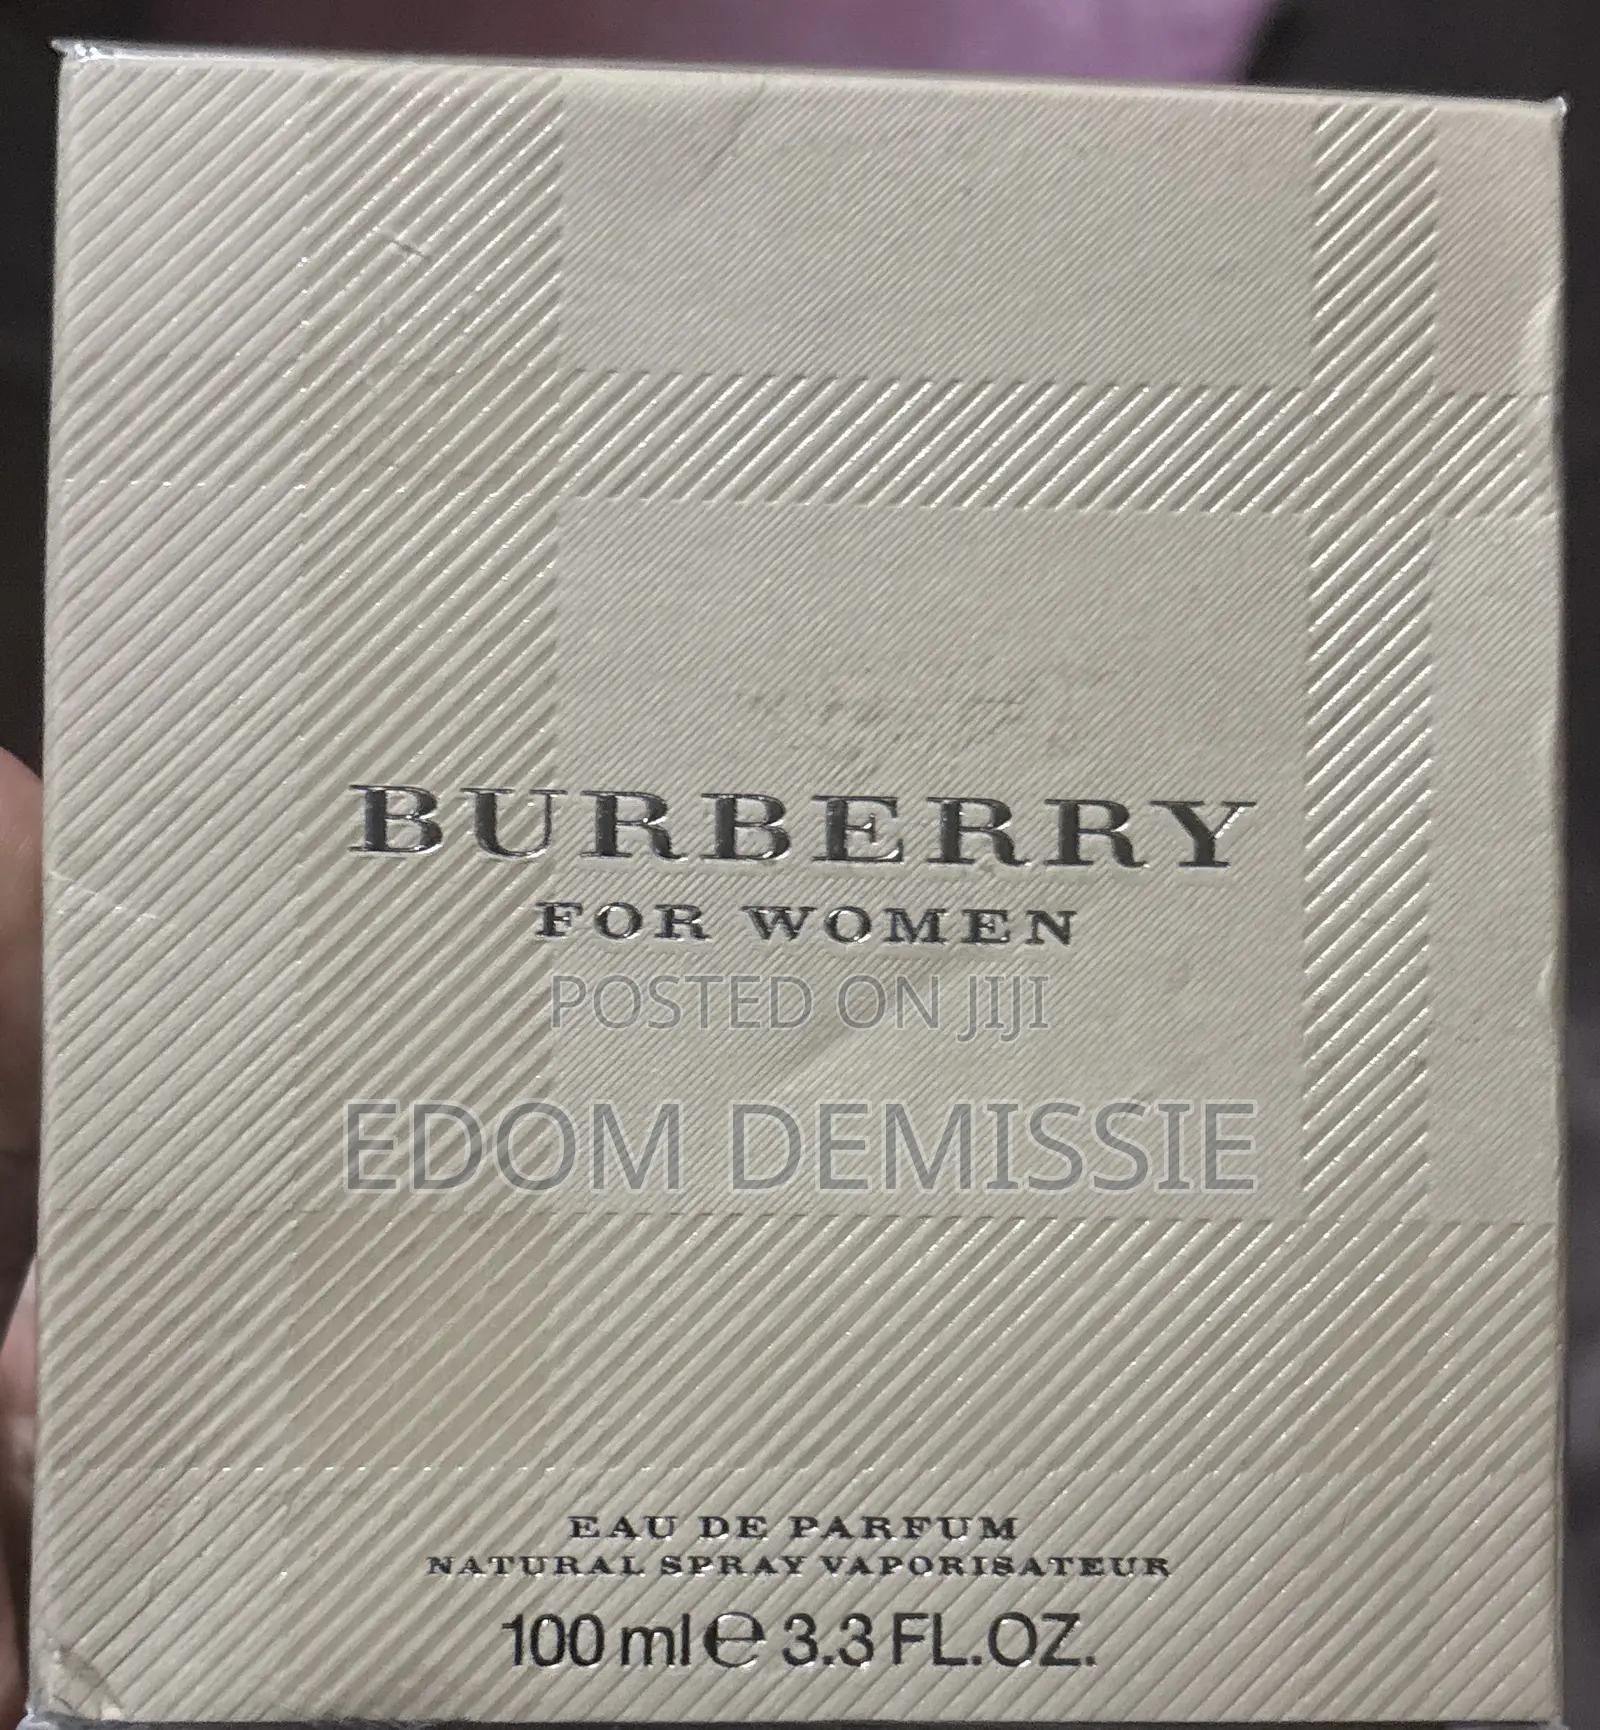 BURBERRY
FOR WOMEN
POSTED ON JIJI
EDOM DEMISSIE
EAU DE PARFUM
NATURAL SPRAY VAPORISATEUR
100 ml ℮ 3.3 FL.OZ.